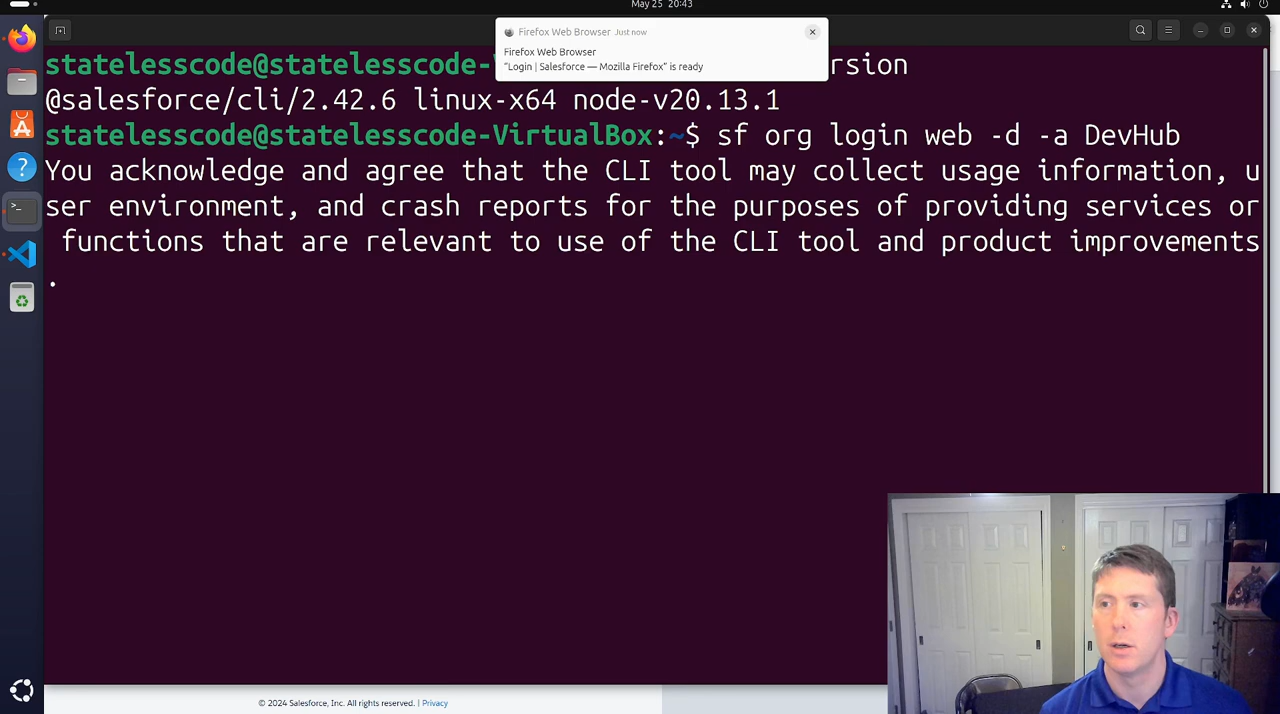 May 25 20:43
Firefox Web Browser Just now
Firefox Web Browser
"Login | Salesforce — Mozilla Firefox" is ready
statelesscode@statelesscode-
@salesforce/cli/2.42.6 linux-x64 node-v20.13.1
statelesscode@statelesscode-VirtualBox:~$ sf org login web -d -a DevHub
You acknowledge and agree that the CLI tool may collect usage information, u
ser environment, and crash reports for the purposes of providing services or
functions that are relevant to use of the CLI tool and product improvements
.
© 2024 Salesforce, Inc. All rights reserved. | Privacy